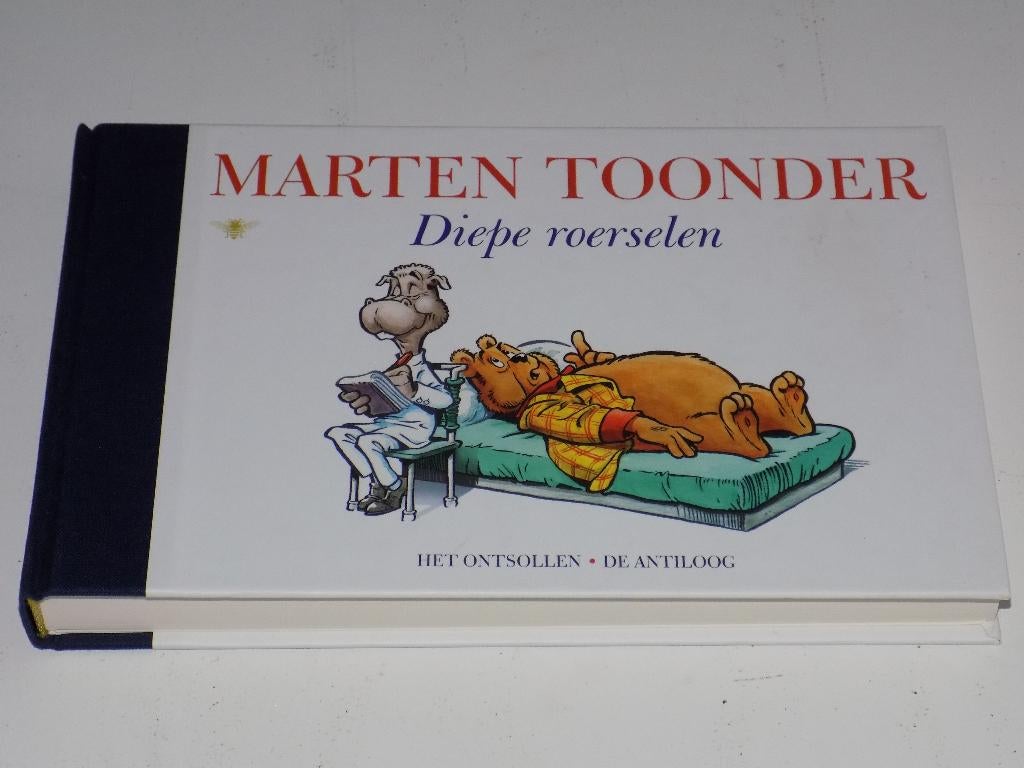 MARTEN TOONDER
Diepe roerselen
HET ONTSOLLEN • DE ANTILOOG